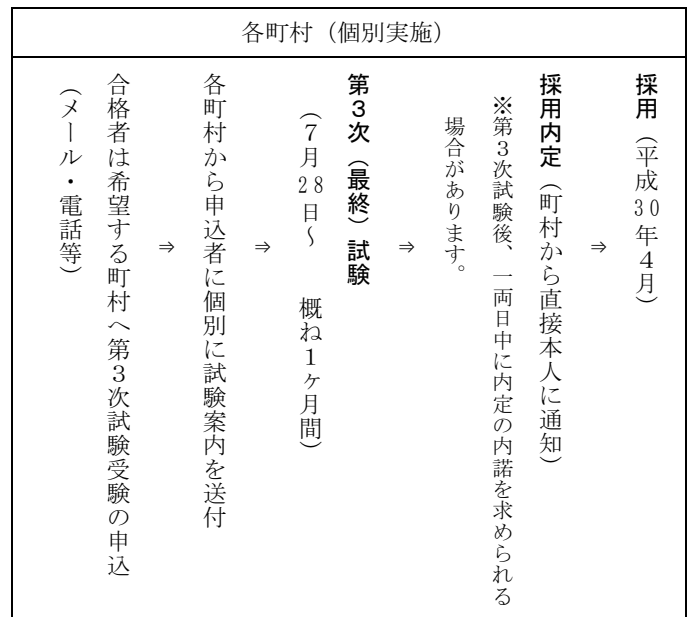 各町村（個別実施）
採用（平成30年4月）
⇒
採用内定（町村から直接本人に通知）
※第3次試験後、一両日中に内定の内諾を求められる
場合があります。
⇒
第3次（最終）試験
（7月28日～　概ね1ヶ月間）
⇒
各町村から申込者に個別に試験案内を送付
⇒
合格者は希望する町村へ第3次試験受験の申込
（メール・電話等）